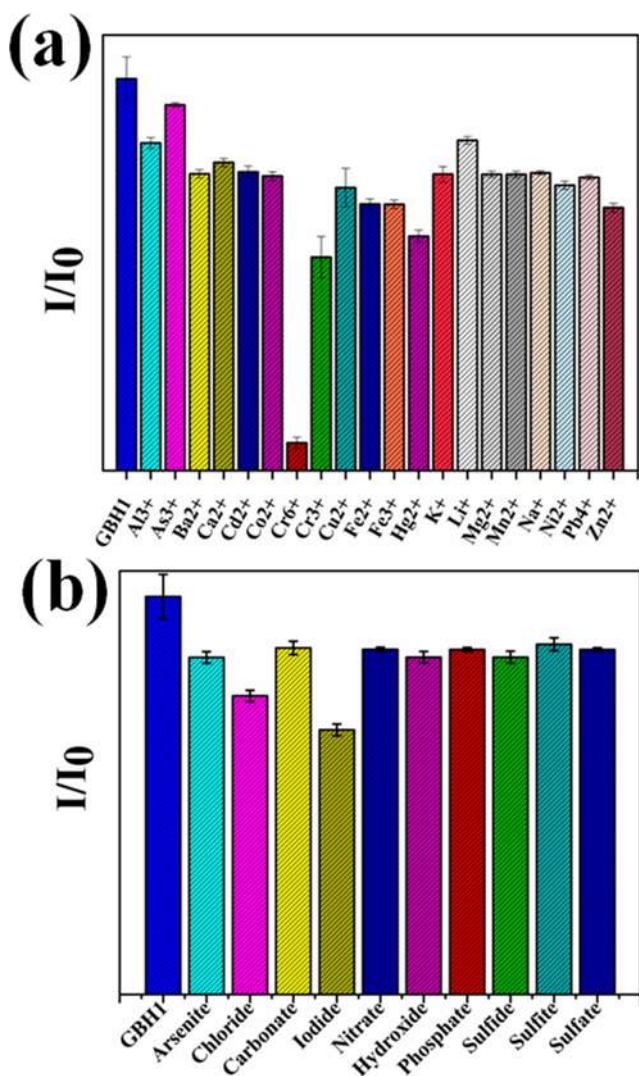 (a)
I/I0
GBH1 Al3+ As3+ Ba2+ Ca2+ Cd2+ Co2+ Cr6+ Cr3+ Cu2+ Fe2+ Fe3+ Hg2+ K+ Li+ Mg2+ Mn2+ Na+ Ni2+ Pb4+ Zn2+
(b)
I/I0
GBH1 Arsenite Chloride Carbonate Iodide Nitrate Hydroxide Phosphate Sulfide Sulfite Sulfate